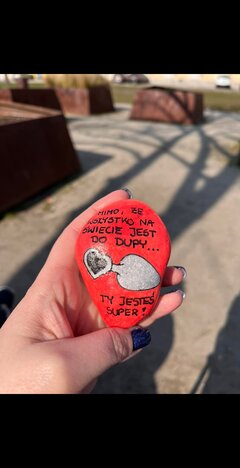 MIMO, ŻE
WSZYSTKO NA
ŚWIECIE JEST
DO DUPY...
TY JESTEŚ
SUPER!